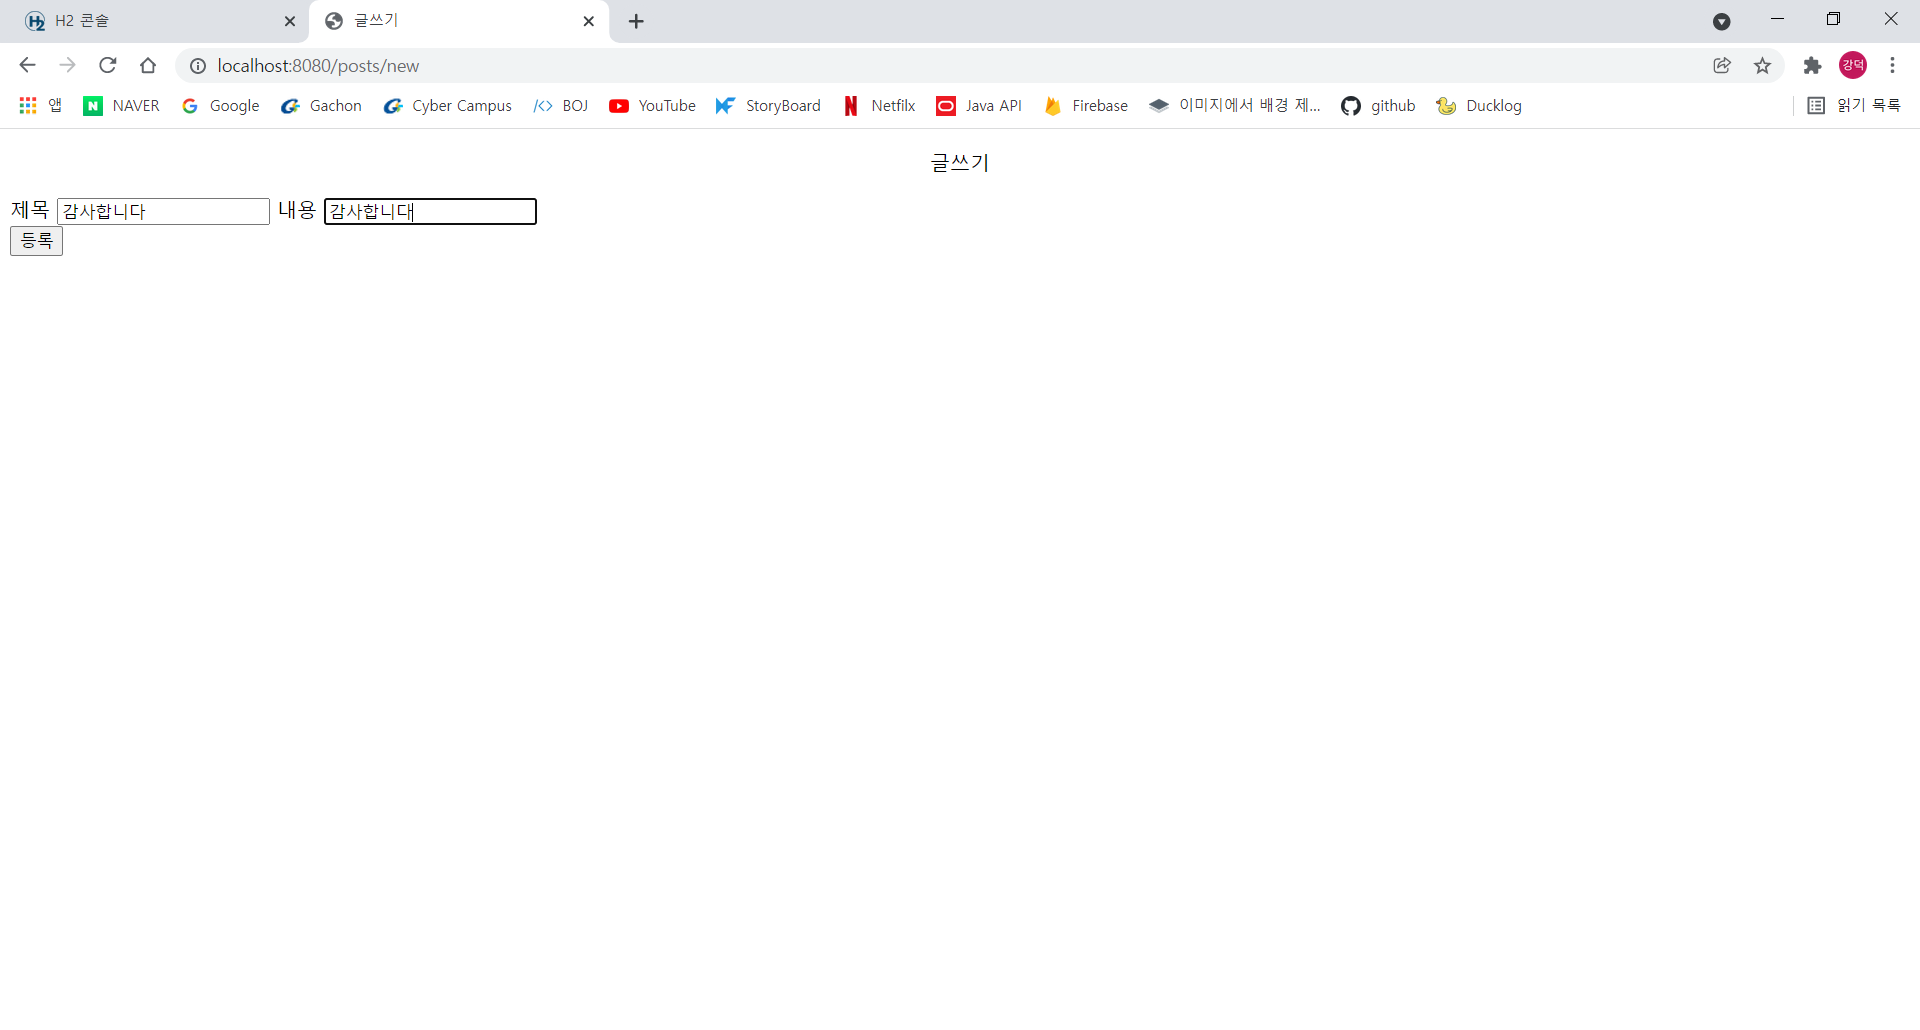 H2 콘솔 글쓰기
localhost:8080/posts/new 강덕
앱 NAVER Google Gachon Cyber Campus BOJ YouTube StoryBoard Netfilx Java API Firebase 이미지에서 배경 제... github Ducklog 읽기 목록
글쓰기
제목 감사합니다 내용 감사합니다
등록